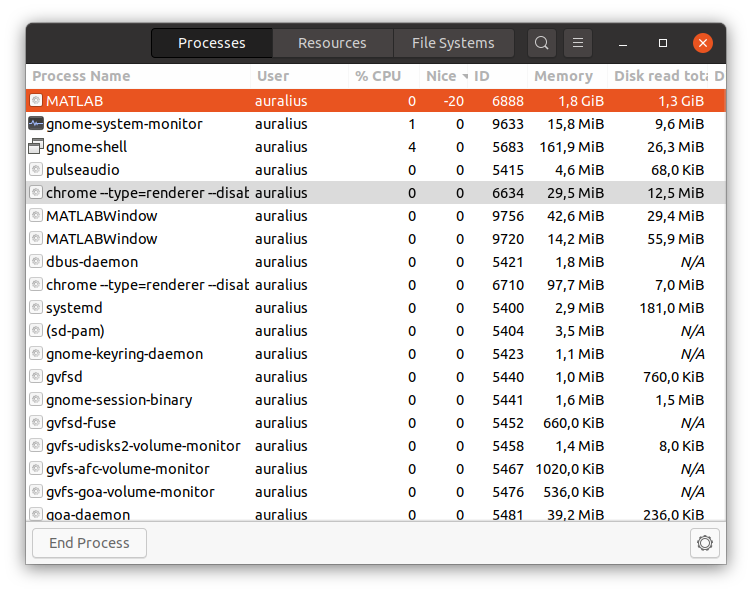 Processes Resources File Systems
Process Name User % CPU Nice ID Memory Disk read tota D
MATLAB auralius 0 -20 6888 1,8 GiB 1,3 GiB
gnome-system-monitor auralius 1 0 9633 15,8 MiB 9,6 MiB
gnome-shell auralius 4 0 5683 161,9 MiB 26,3 MiB
pulseaudio auralius 0 0 5415 4,6 MiB 68,0 KiB
chrome --type=renderer --disab auralius 0 0 6634 29,5 MiB 12,5 MiB
MATLABWindow auralius 0 0 9756 42,6 MiB 29,4 MiB
MATLABWindow auralius 0 0 9720 14,2 MiB 55,9 MiB
dbus-daemon auralius 0 0 5421 1,8 MiB N/A
chrome --type=renderer --disab auralius 0 0 6710 97,7 MiB 7,0 MiB
systemd auralius 0 0 5400 2,9 MiB 181,0 MiB
(sd-pam) auralius 0 0 5404 3,5 MiB N/A
gnome-keyring-daemon auralius 0 0 5423 1,1 MiB N/A
gvfsd auralius 0 0 5440 1,0 MiB 760,0 KiB
gnome-session-binary auralius 0 0 5441 1,6 MiB 1,5 MiB
gvfsd-fuse auralius 0 0 5452 660,0 KiB N/A
gvfs-udisks2-volume-monitor auralius 0 0 5458 1,4 MiB 8,0 KiB
gvfs-afc-volume-monitor auralius 0 0 5467 1020,0 KiB N/A
gvfs-goa-volume-monitor auralius 0 0 5476 536,0 KiB N/A
goa-daemon auralius 0 0 5481 39,2 MiB 236,0 KiB
End Process